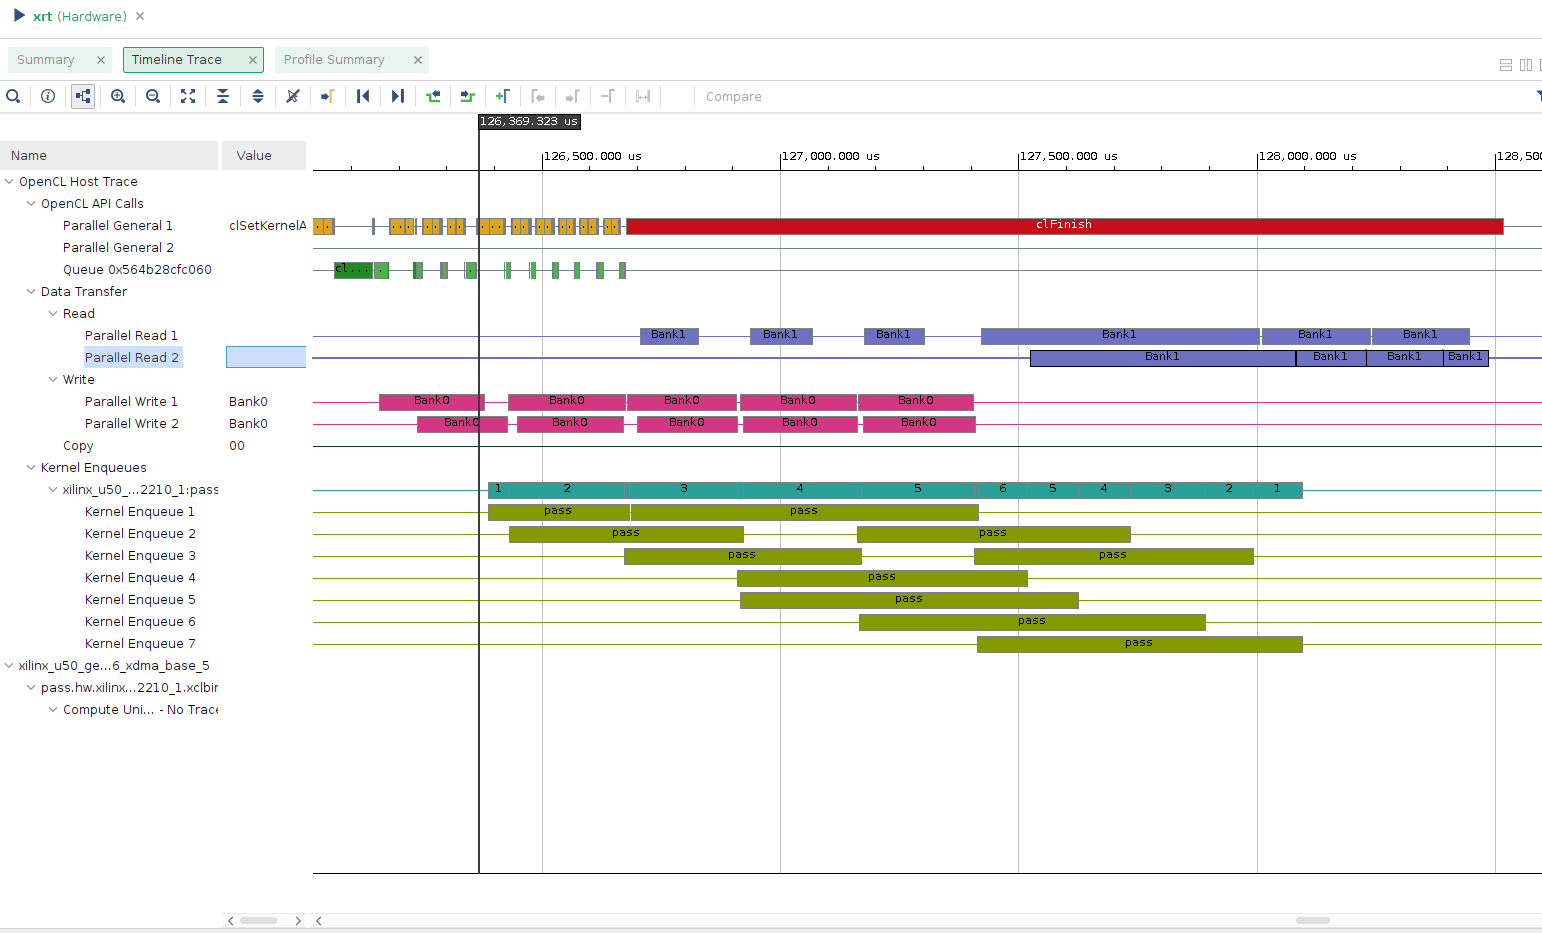 xrt (Hardware)
Summary Timeline Trace Profile Summary
Compare
126,369.323 us
Name Value
126,500.000 us 127,000.000 us 127,500.000 us 128,000.000 us 128,500
OpenCL Host Trace
OpenCL API Calls
Parallel General 1 clSetKernelA .. ... .. .. ... .. .. .. .. .. clFinish
Parallel General 2
Queue 0x564b28cfc060 cl... . .
Data Transfer
Read
Parallel Read 1 Bank1 Bank1 Bank1 Bank1 Bank1 Bank1
Parallel Read 2 Bank1 Bank1 Bank1 Bank1
Write
Parallel Write 1 Bank0 Bank0 Bank0 Bank0 Bank0 Bank0
Parallel Write 2 Bank0 Bank0 Bank0 Bank0 Bank0
Copy 00
Kernel Enqueues
xilinx_u50_...2210_1:pass 1 2 3 4 5 6 5 4 3 2 1
Kernel Enqueue 1 pass pass
Kernel Enqueue 2 pass pass
Kernel Enqueue 3 pass pass
Kernel Enqueue 4 pass
Kernel Enqueue 5 pass
Kernel Enqueue 6 pass
Kernel Enqueue 7 pass
xilinx_u50_ge...6_xdma_base_5
pass.hw.xilinx...2210_1.xclbin
Compute Uni... - No Trace